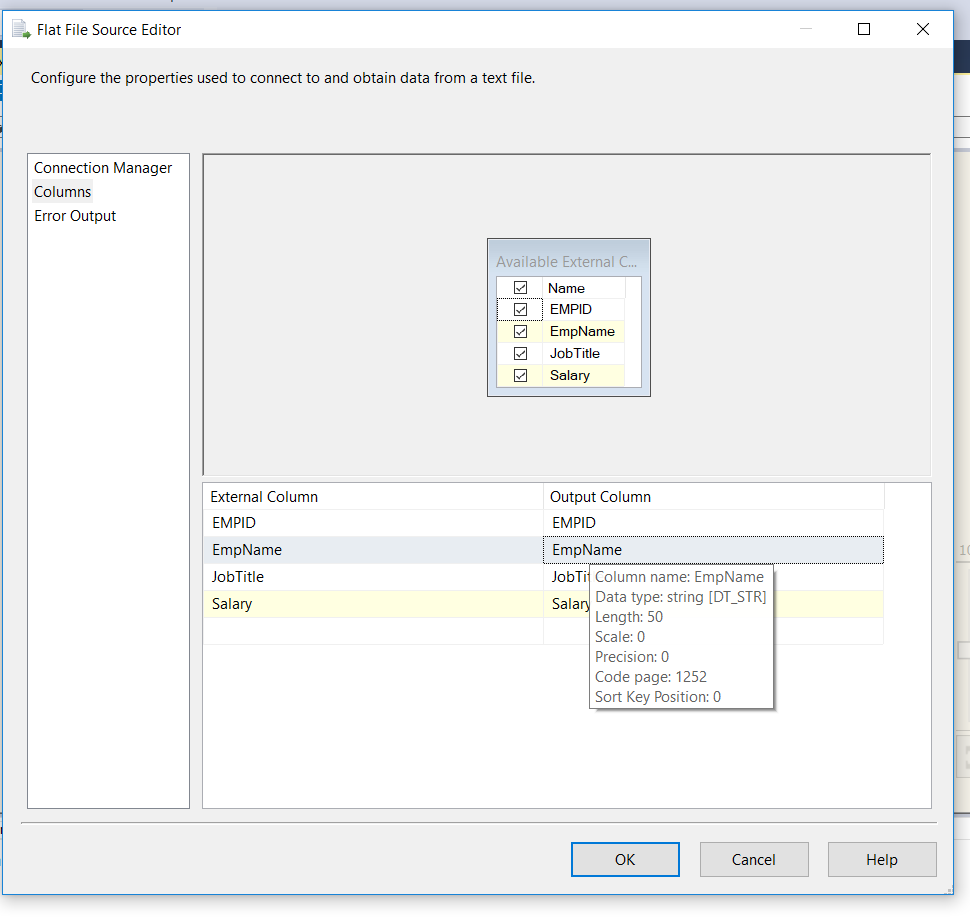 Flat File Source Editor
Configure the properties used to connect to and obtain data from a text file.
Connection Manager
Columns
Error Output
Available External C...
Name
EMPID
EmpName
JobTitle
Salary
External Column Output Column
EMPID EMPID
EmpName EmpName
JobTitle
Salary Salary
Column name: EmpName
Data type: string [DT_STR]
Length: 50
Scale: 0
Precision: 0
Code page: 1252
Sort Key Position: 0
OK Cancel Help